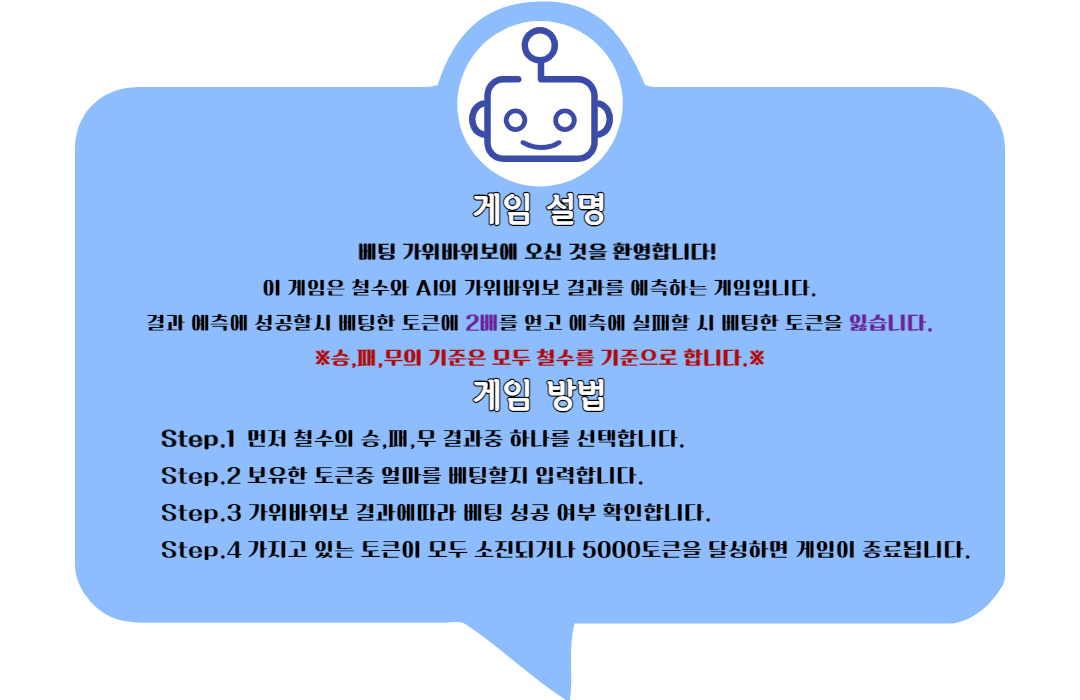 게임 설명
베팅 가위바위보에 오신 것을 환영합니다!
이 게임은 철수와 AI의 가위바위보 결과를 예측하는 게임입니다.
결과 예측에 성공할시 베팅한 토큰에 2배를 얻고 예측에 실패할 시 베팅한 토큰을 잃습니다.
※승,패,무의 기준은 모두 철수를 기준으로 합니다.※
게임 방법
Step.1 먼저 철수의 승,패,무 결과중 하나를 선택합니다.
Step.2 보유한 토큰중 얼마를 베팅할지 입력합니다.
Step.3 가위바위보 결과에따라 베팅 성공 여부 확인합니다.
Step.4 가지고 있는 토큰이 모두 소진되거나 5000토큰을 달성하면 게임이 종료됩니다.